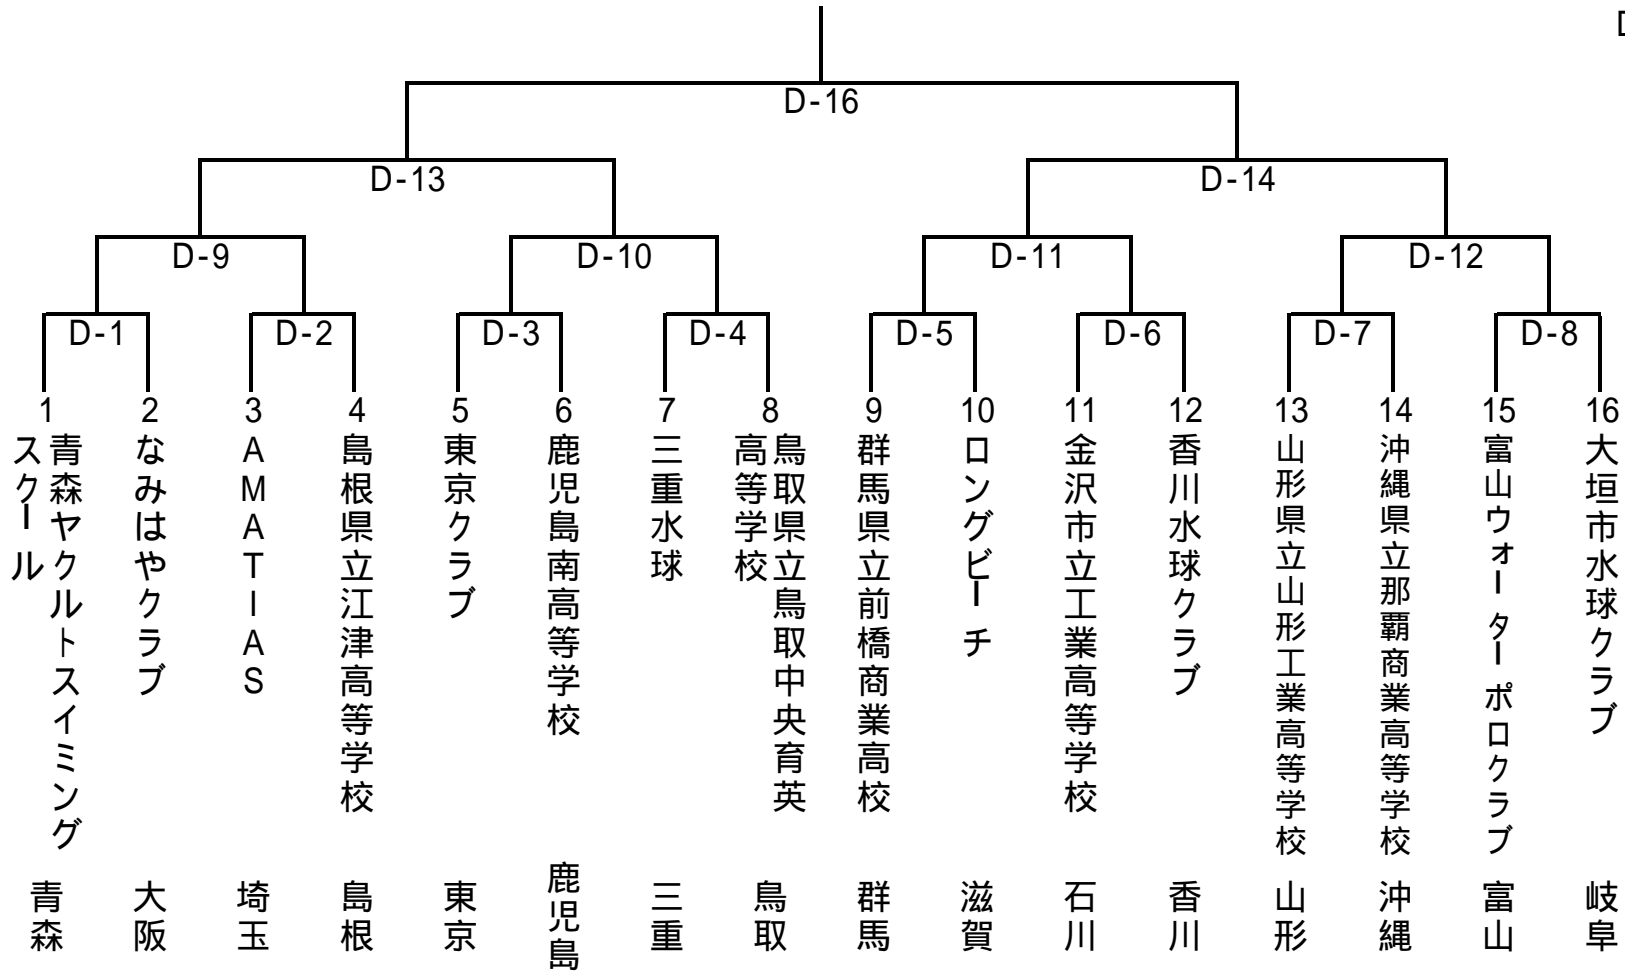 D-16
D-13
D-14
D-9
D-10
D-11
D-12
D-1
D-2
D-3
D-4
D-5
D-6
D-7
D-8
1
2
3
4
5
6
7
8
9
10
11
12
13
14
15
16
青森ヤクルトスイミング
スクール
なみはやクラブ
AMATIAS
島根県立江津高等学校
東京クラブ
鹿児島南高等学校
三重水球
鳥取県立鳥取中央育英
高等学校
群馬県立前橋商業高校
ロングビーチ
金沢市立工業高等学校
香川水球クラブ
山形県立山形工業高等学校
沖縄県立那覇商業高等学校
富山ウォーターポロクラブ
大垣市水球クラブ
青森
大阪
埼玉
島根
東京
鹿児島
三重
鳥取
群馬
滋賀
石川
香川
山形
沖縄
富山
岐阜